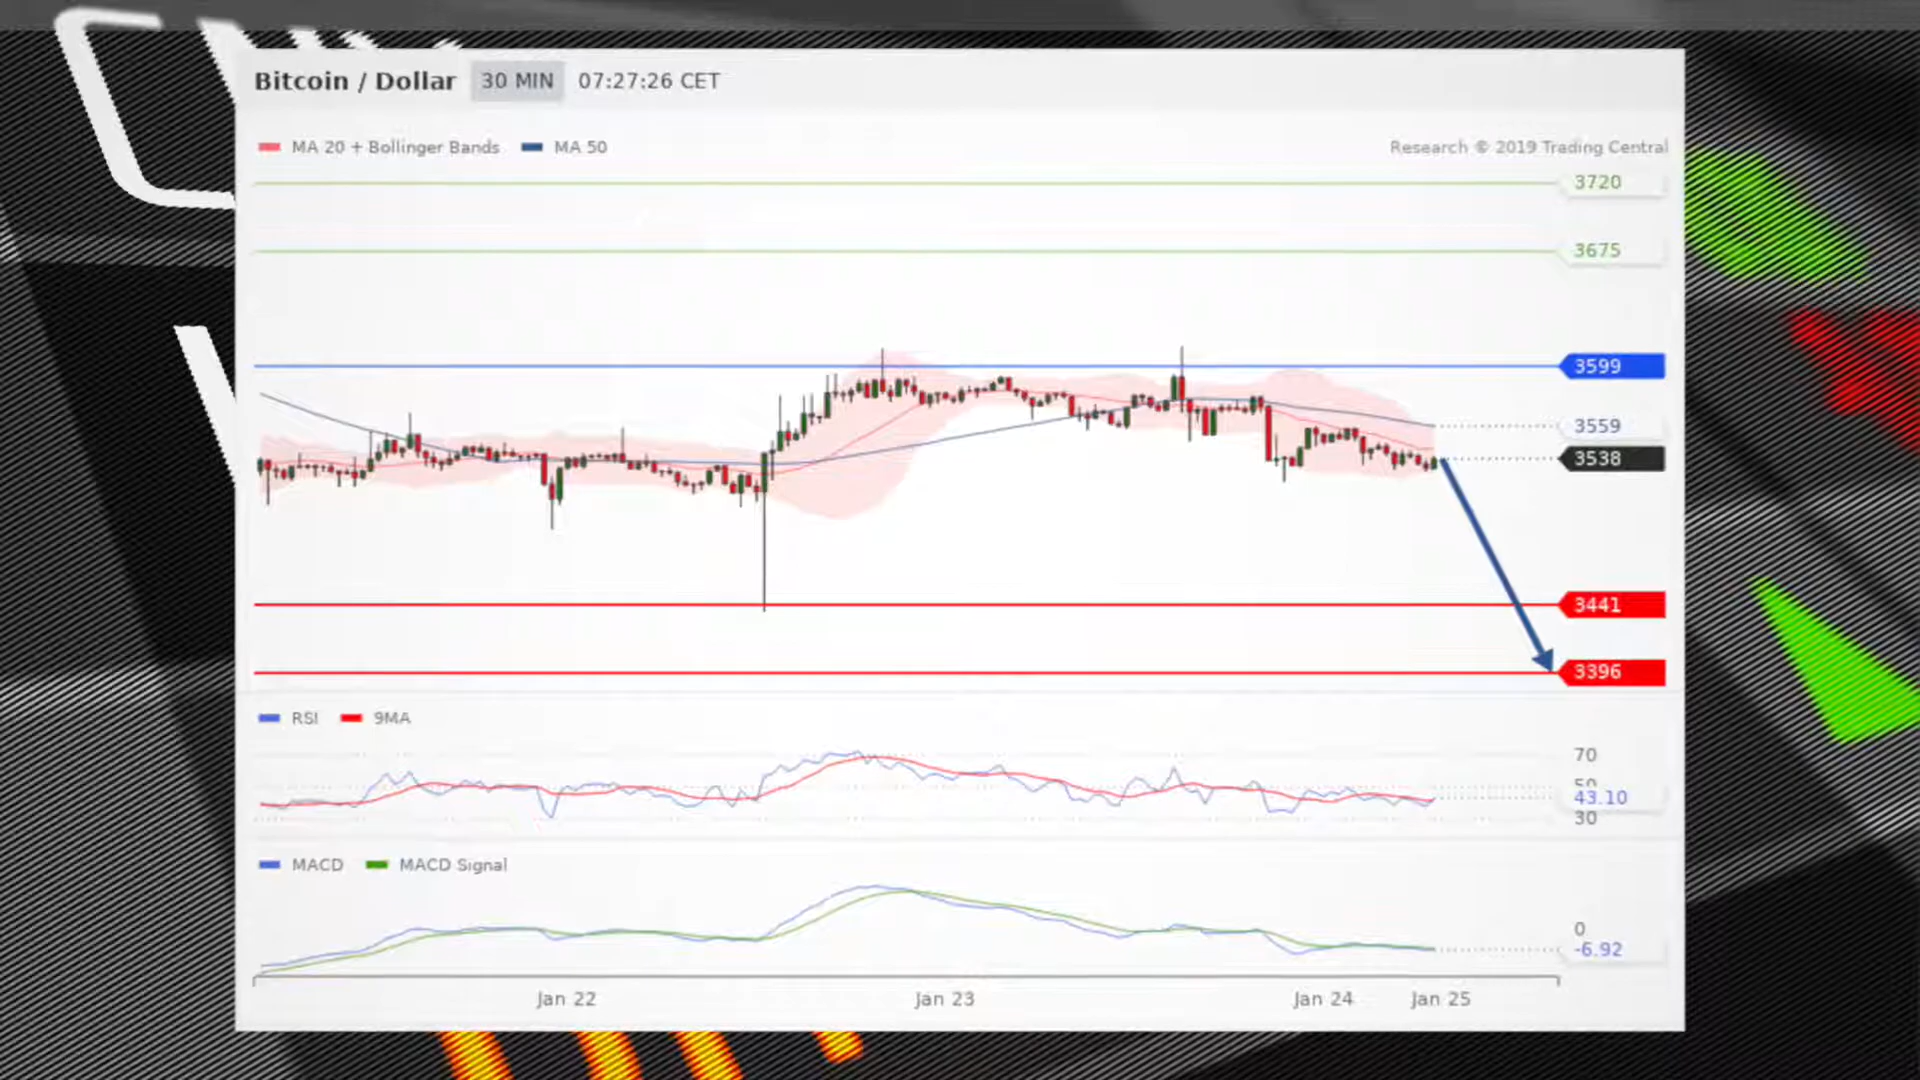 Bitcoin / Dollar 30 MIN 07:27:26 CET
MA 20 + Bollinger Bands MA 50
Research © 2019 Trading Central
3720
3675
3599
3559
3538
3441
3396
RSI 9MA
70
50
43.10
30
MACD MACD Signal
0
-6.92
Jan 22 Jan 23 Jan 24 Jan 25